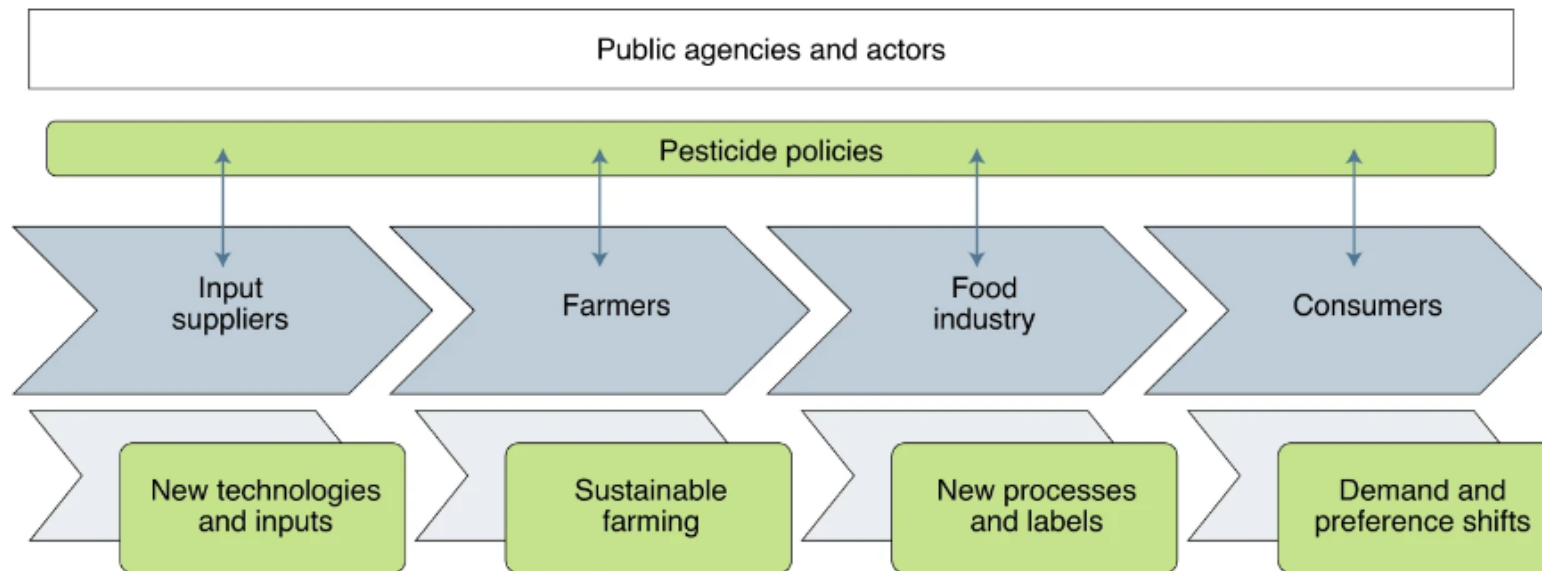 Public agencies and actors
Pesticide policies
Input
suppliers
Farmers
Food
industry
Consumers
New technologies
and inputs
Sustainable
farming
New processes
and labels
Demand and
preference shifts